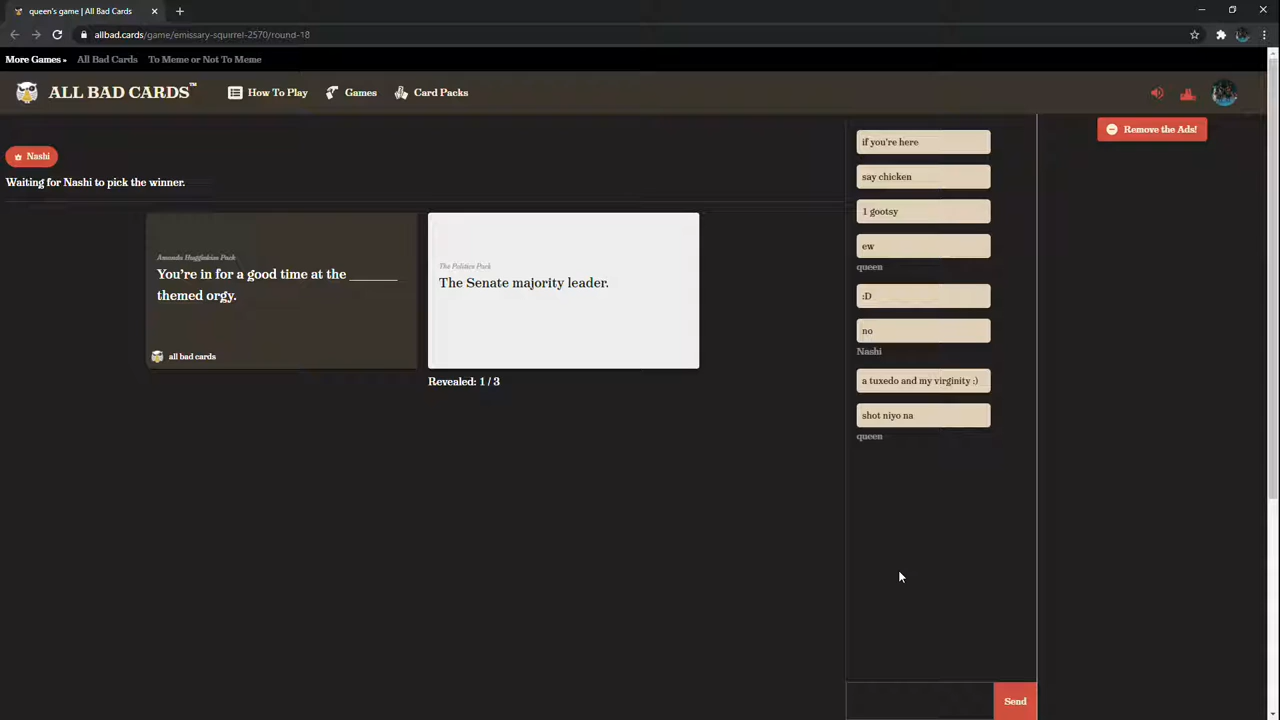 queen's game | All Bad Cards
allbad.cards/game/emissary-squirrel-2570/round-18
More Games » All Bad Cards To Meme or Not To Meme
ALL BAD CARDS™ How To Play Games Card Packs
Remove the Ads!
Nashi
Waiting for Nashi to pick the winner.
Amanda Hugginkiss Pack
You're in for a good time at the ______
themed orgy.
all bad cards
The Politics Pack
The Senate majority leader.
Revealed: 1 / 3
if you're here
say chicken
1 gootsy
ew
queen
:D
no
Nashi
a tuxedo and my virginity :)
shot niyo na
queen
Send